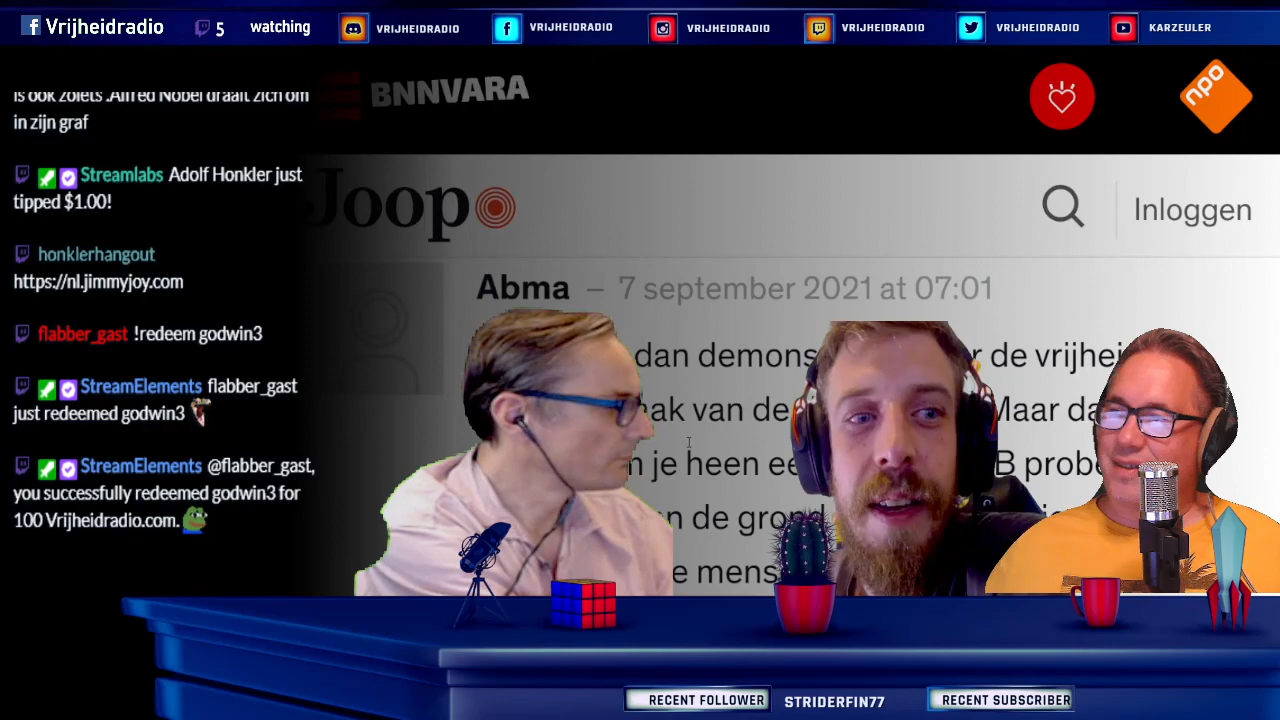 Vrijheidradio
5 watching
VRIJHEIDRADIO
VRIJHEIDRADIO
VRIJHEIDRADIO
VRIJHEIDRADIO
VRIJHEIDRADIO
KARZEULER
BNNVARA
npo
is ook zoiets .Alfred Nobel draait zich om
in zijn graf
Streamlabs Adolf Honkler just
tipped $1.00!
honklerhangout
https://nl.jimmyjoy.com
flabber_gast !redeem godwin3
StreamElements flabber_gast
just redeemed godwin3
StreamElements @flabber_gast,
you successfully redeemed godwin3 for
100 Vrijheidradio.com.
Joop
Inloggen
Abma – 7 september 2021 at 07:01
dan demons r de vrijhei
van de Maar da
je heen ee B probe
de grond
e mens
RECENT FOLLOWER
STRIDERFIN77
RECENT SUBSCRIBER